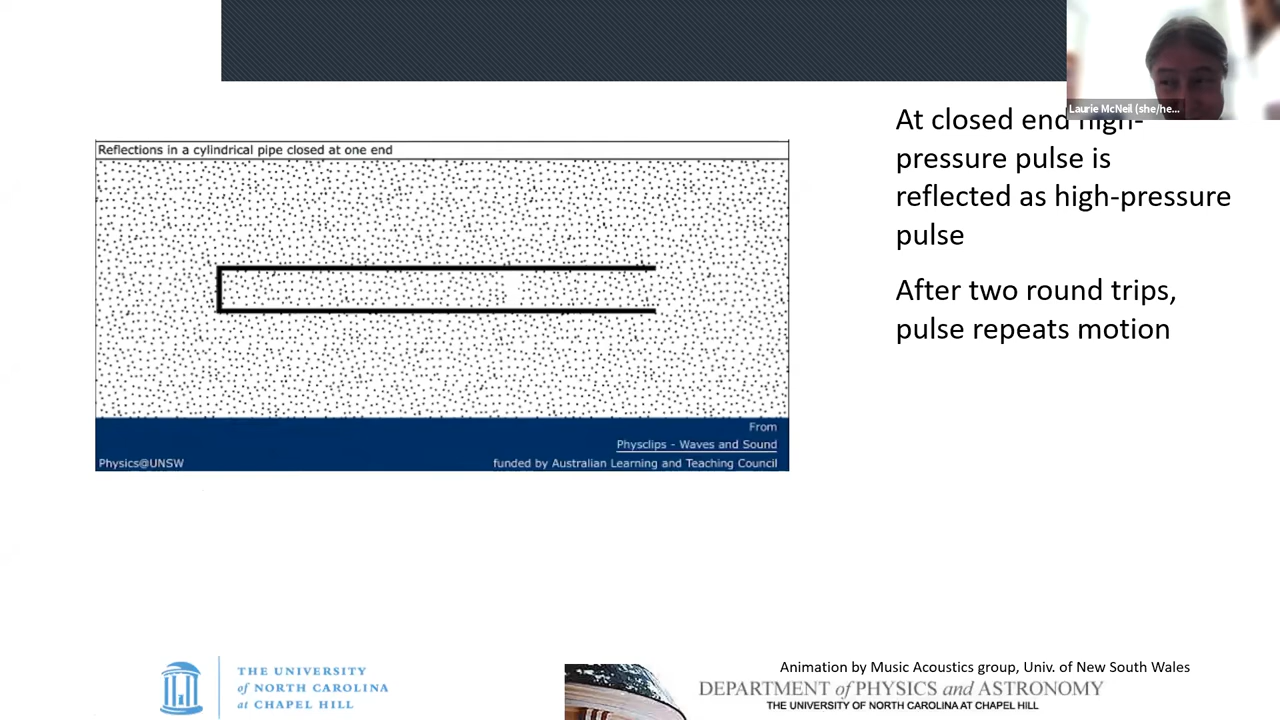 Laurie McNeil (she/he...
At closed end high-
pressure pulse is
reflected as high-pressure
pulse
After two round trips,
pulse repeats motion
Reflections in a cylindrical pipe closed at one end
From
Physclips - Waves and Sound
Physics@UNSW
funded by Australian Learning and Teaching Council
Animation by Music Acoustics group, Univ. of New South Wales
THE UNIVERSITY
of NORTH CAROLINA
at CHAPEL HILL
DEPARTMENT of PHYSICS and ASTRONOMY
THE UNIVERSITY OF NORTH CAROLINA AT CHAPEL HILL